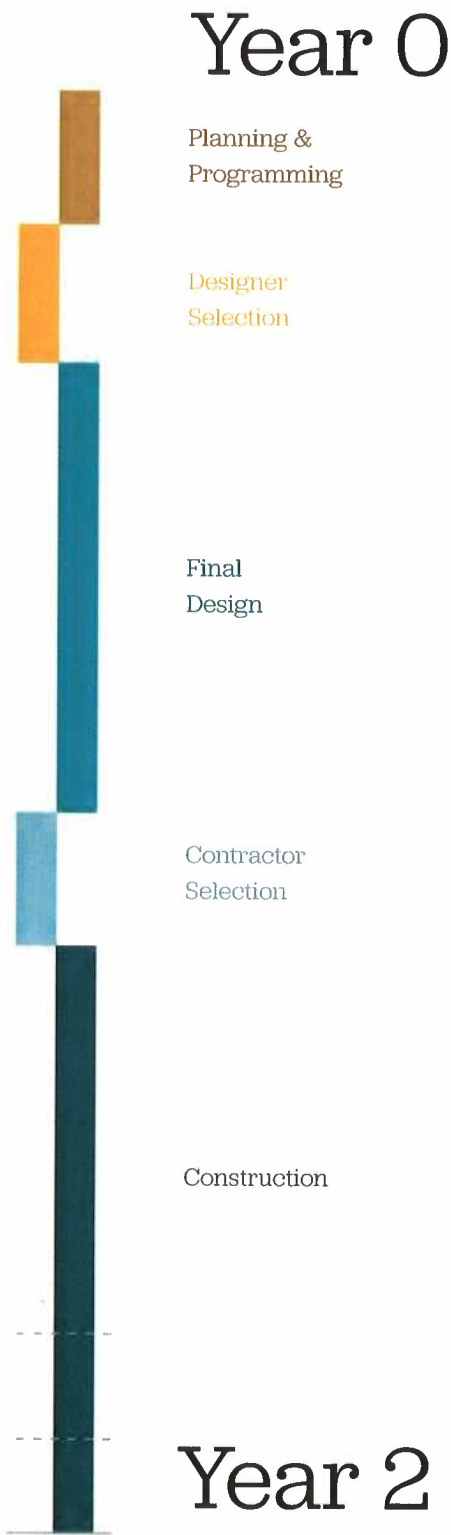 Year 0
Planning &
Programming
Designer
Selection
Final
Design
Contractor
Selection
Construction
Year 2